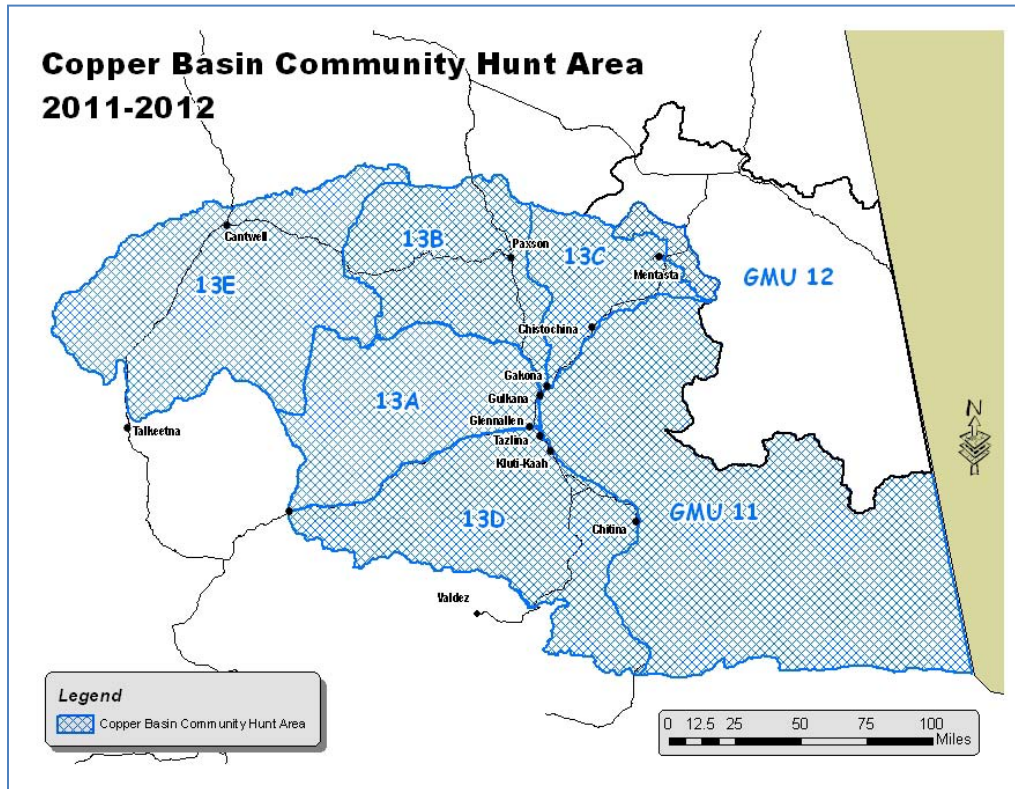 Copper Basin Community Hunt Area
2011-2012
Cantwell
13B
Paxson
13C
Mentasta
13E
GMU 12
Chistochina
Gakona
13A
Gulkana
N
Talkeetna
Glennallen
Tazlina
Kluti-Kaah
13D
GMU 11
Chitina
Valdez
Legend
Copper Basin Community Hunt Area
0 12.5 25 50 75 100
Miles